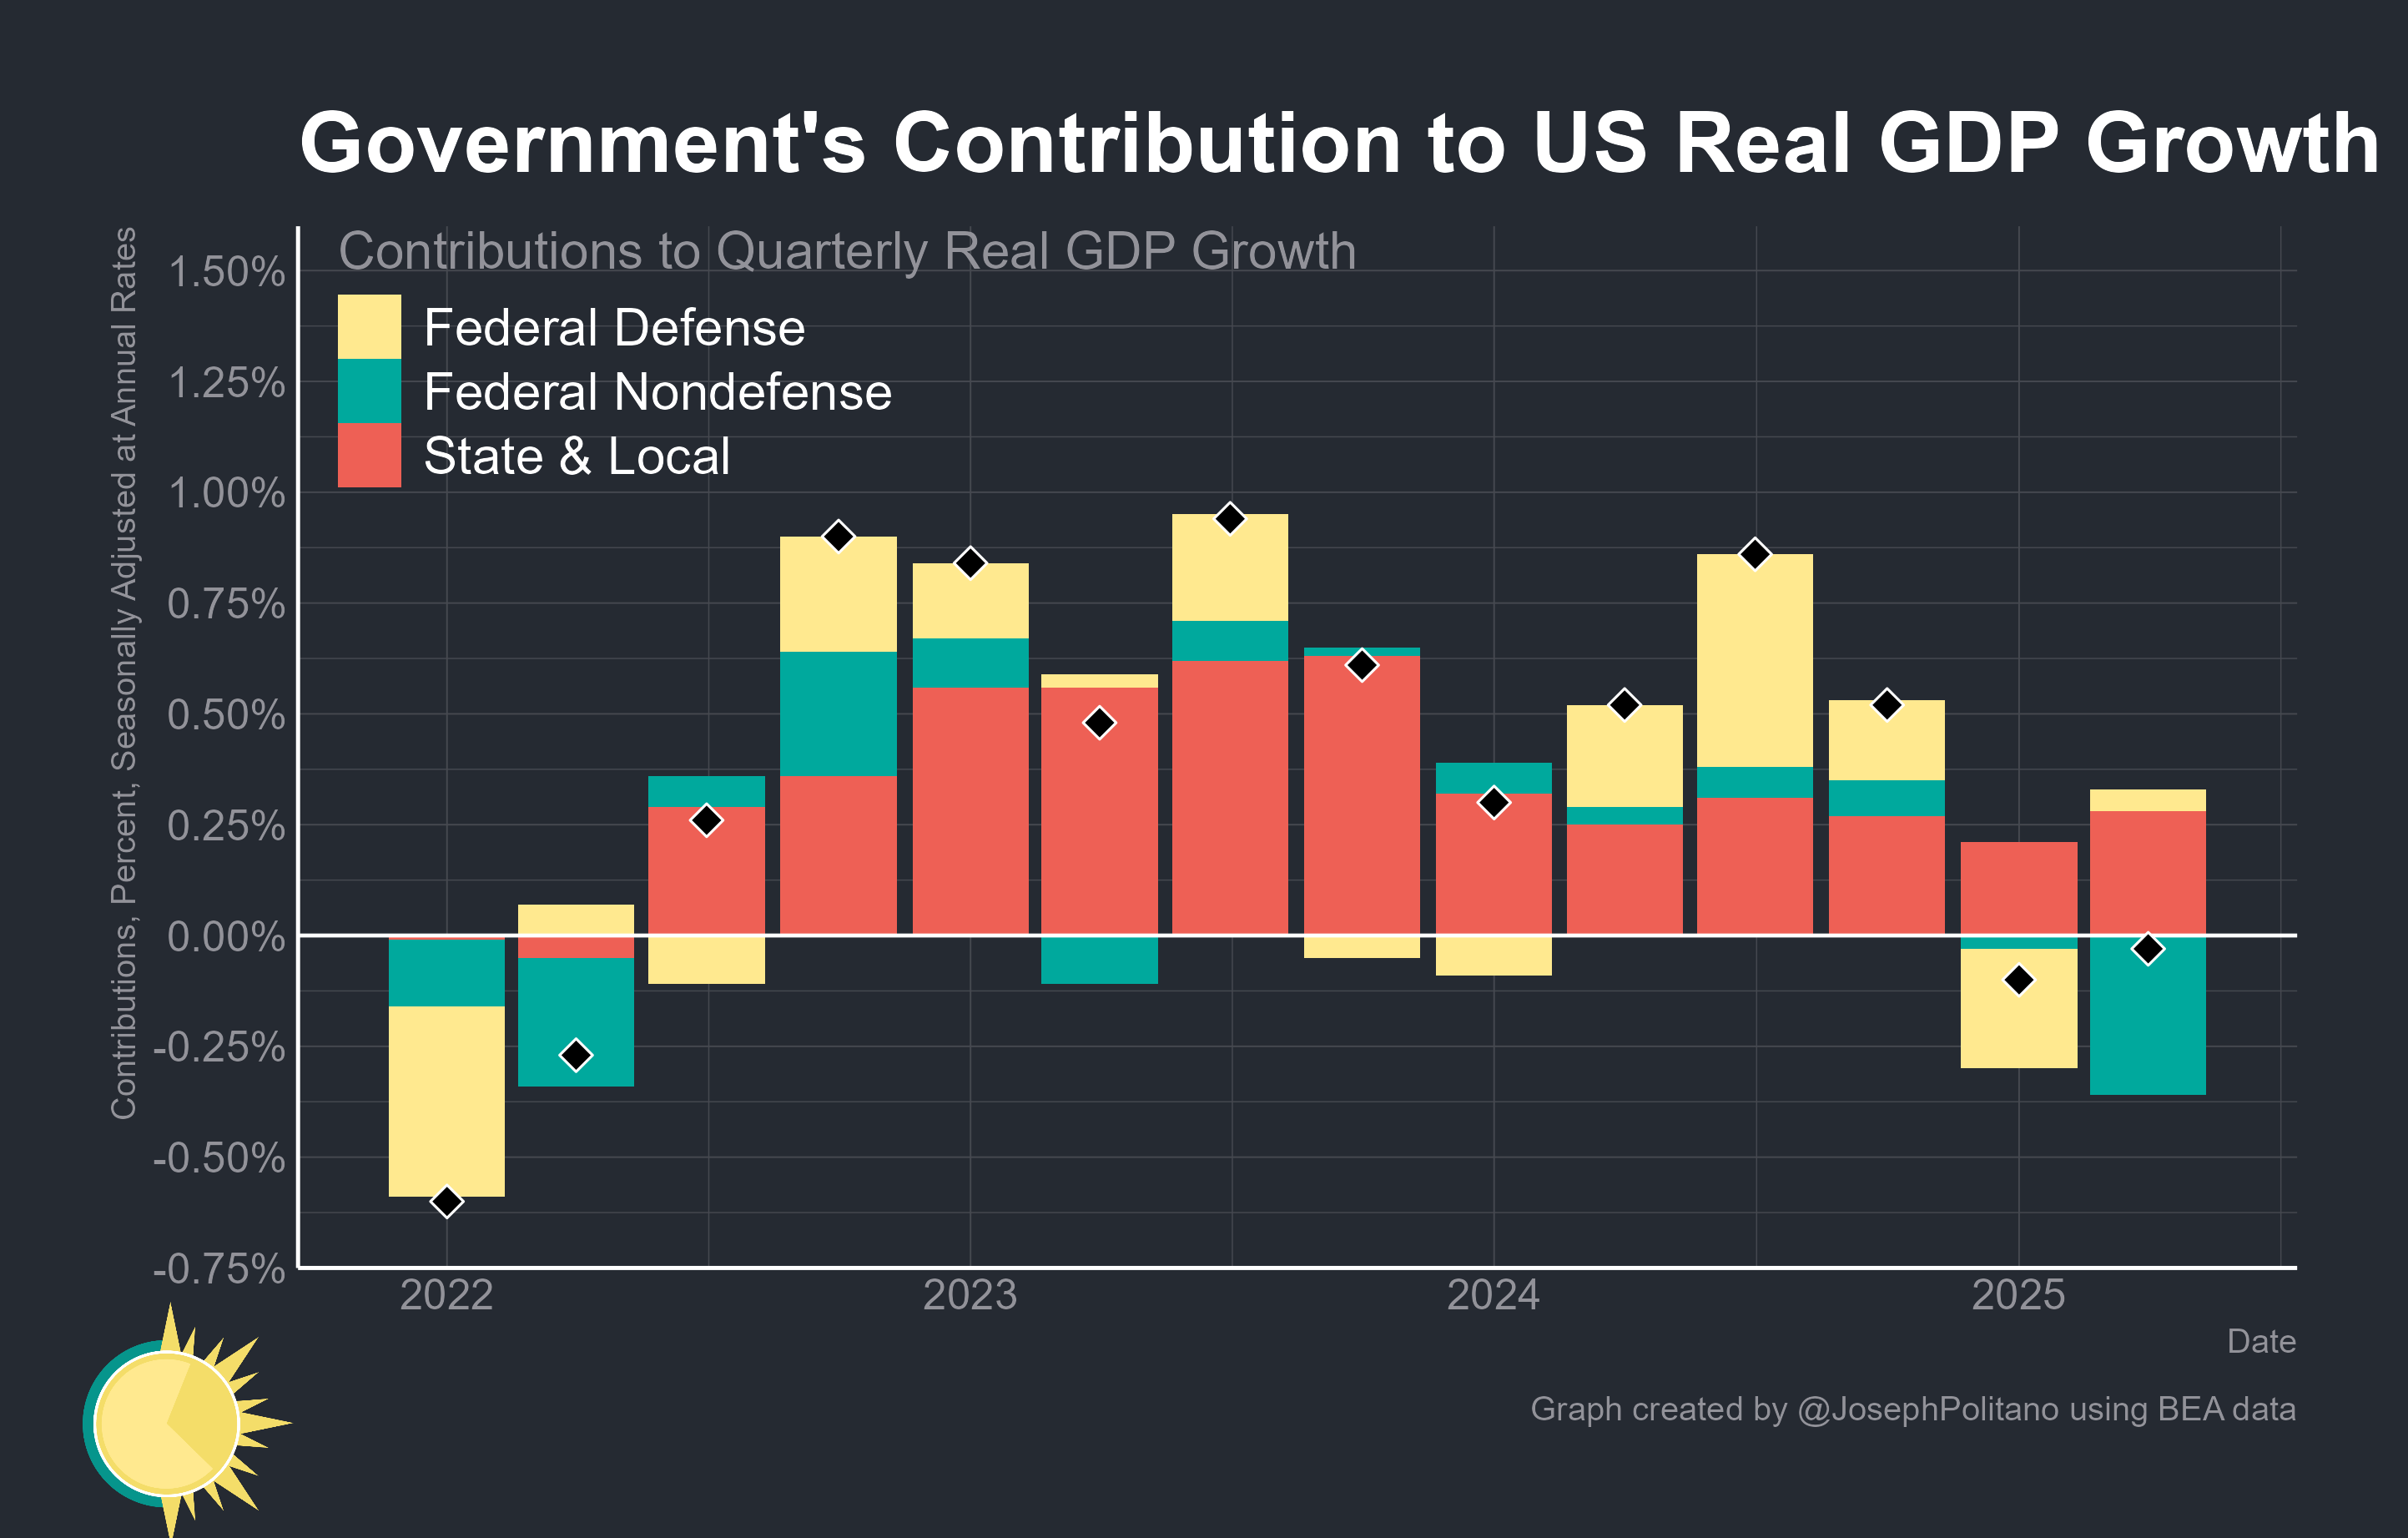 Government's Contribution to US Real GDP Growth
Contributions to Quarterly Real GDP Growth
Federal Defense
Federal Nondefense
State & Local
Contributions, Percent, Seasonally Adjusted at Annual Rates
1.50%
1.25%
1.00%
0.75%
0.50%
0.25%
0.00%
-0.25%
-0.50%
-0.75%
2022
2023
2024
2025
Date
Graph created by @JosephPolitano using BEA data